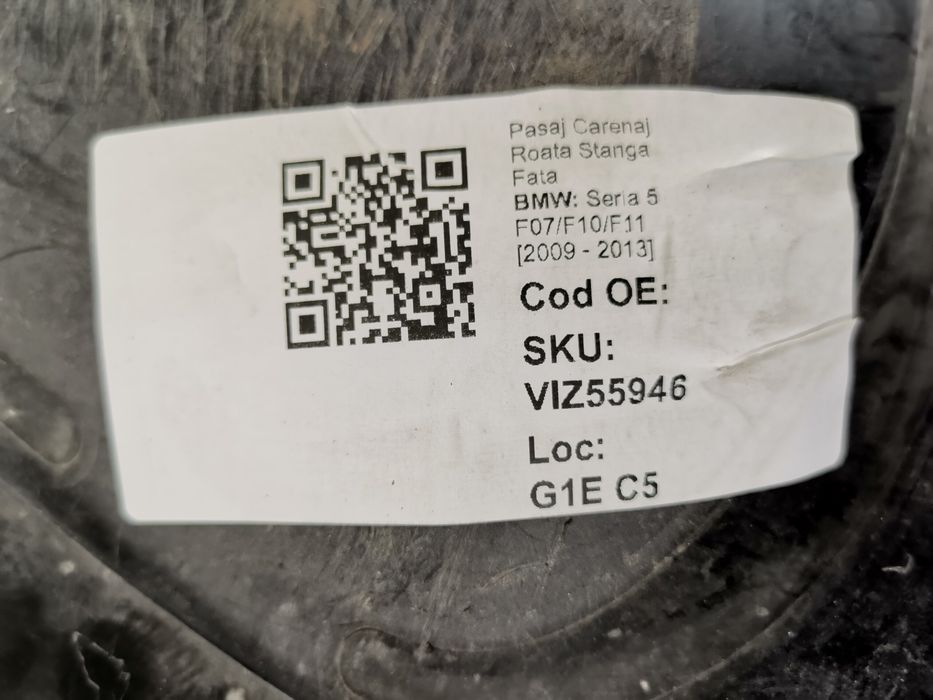 Pasaj Carenaj
Roata Stanga
Fata
BMW: Seria 5
F07/F10/F11
[2009 - 2013]
Cod OE:
SKU:
VIZ55946
Loc:
G1E C5